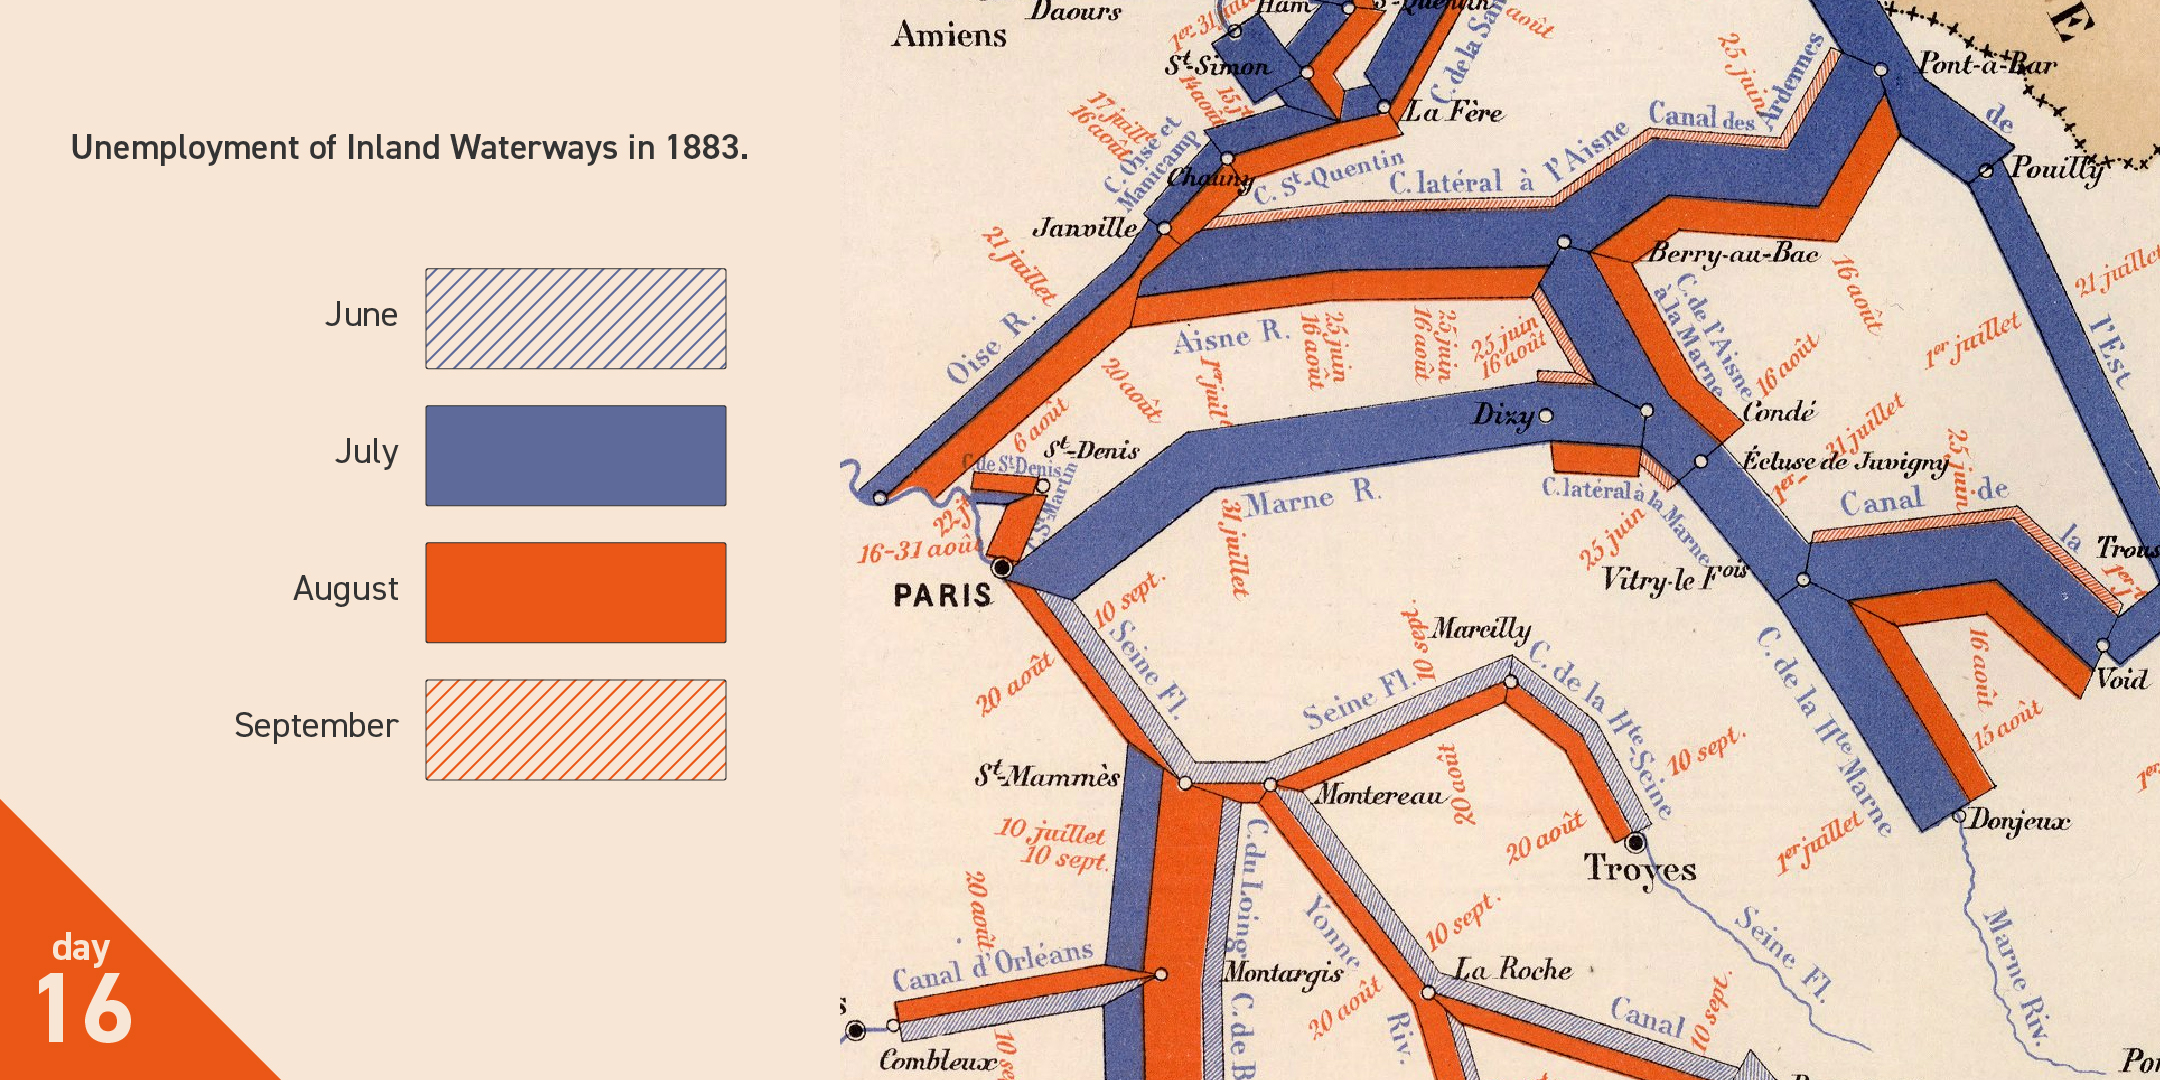 Unemployment of Inland Waterways in 1883.
June
July
August
September
day
16
Daours
Ham
St-Quentin
août
Amiens
1er 31
C. de la
St-Simon
25 juin
Canal des Ardennes
Pont-à-Bar
de
17 juillt
16 août
La Fère
Pouilly
C. Oise et
Manicamp
Chauny
C. St-Quentin
C. latéral à l'Aisne
Janville
21 juillet
Berry-au-Bac
16 août
21 juillet
Oise R.
Aisne R.
25 juin
16 août
25 juin
16 août
25 juin
16 août
C. de l'Aisne
à la Marne
1er juillet
l'Est
20 août
1er juil
16 août
6 août
Dizy
Condé
21 juillet
St-Denis
C. de St Denis
St Martin
Écluse de Juvigny
25 juin
Marne R.
C. latéral à la Marne
1er
Canal de la
22 j
16-31 août
31 juillet
25 juin
Vitry-le Fois
PARIS
10 sept.
Marcilly
Seine Fl.
20 août
10 sept.
Seine Fl.
C. de la Hte-Seine
C. de la Hte Marne
16 août
15 août
Void
St-Mammès
Montereau
20 août
10 sept.
10 juillet
10 sept.
20 août
1er juillet
Donjeux
Troyes
20 août
C. du Loing
Yonne
10 sept.
Seine Fl.
Marne Riv.
Canal d'Orléans
Montargis
La Roche
20 août
Riv.
Canal
10 sept.
C. de B
Combleux
10 se